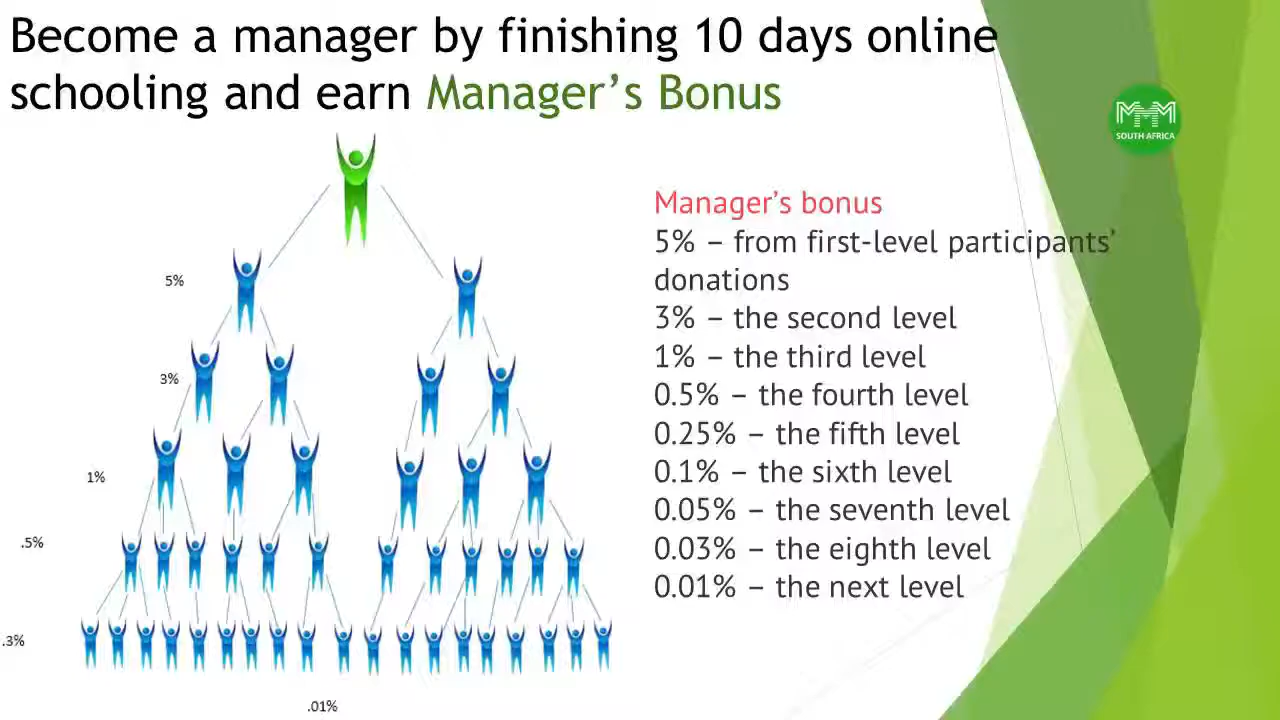 Become a manager by finishing 10 days online
schooling and earn Manager's Bonus
MMM
SOUTH AFRICA
5%
3%
1%
.5%
.3%
.01%
Manager's bonus
5% – from first-level participants'
donations
3% – the second level
1% – the third level
0.5% – the fourth level
0.25% – the fifth level
0.1% – the sixth level
0.05% – the seventh level
0.03% – the eighth level
0.01% – the next level